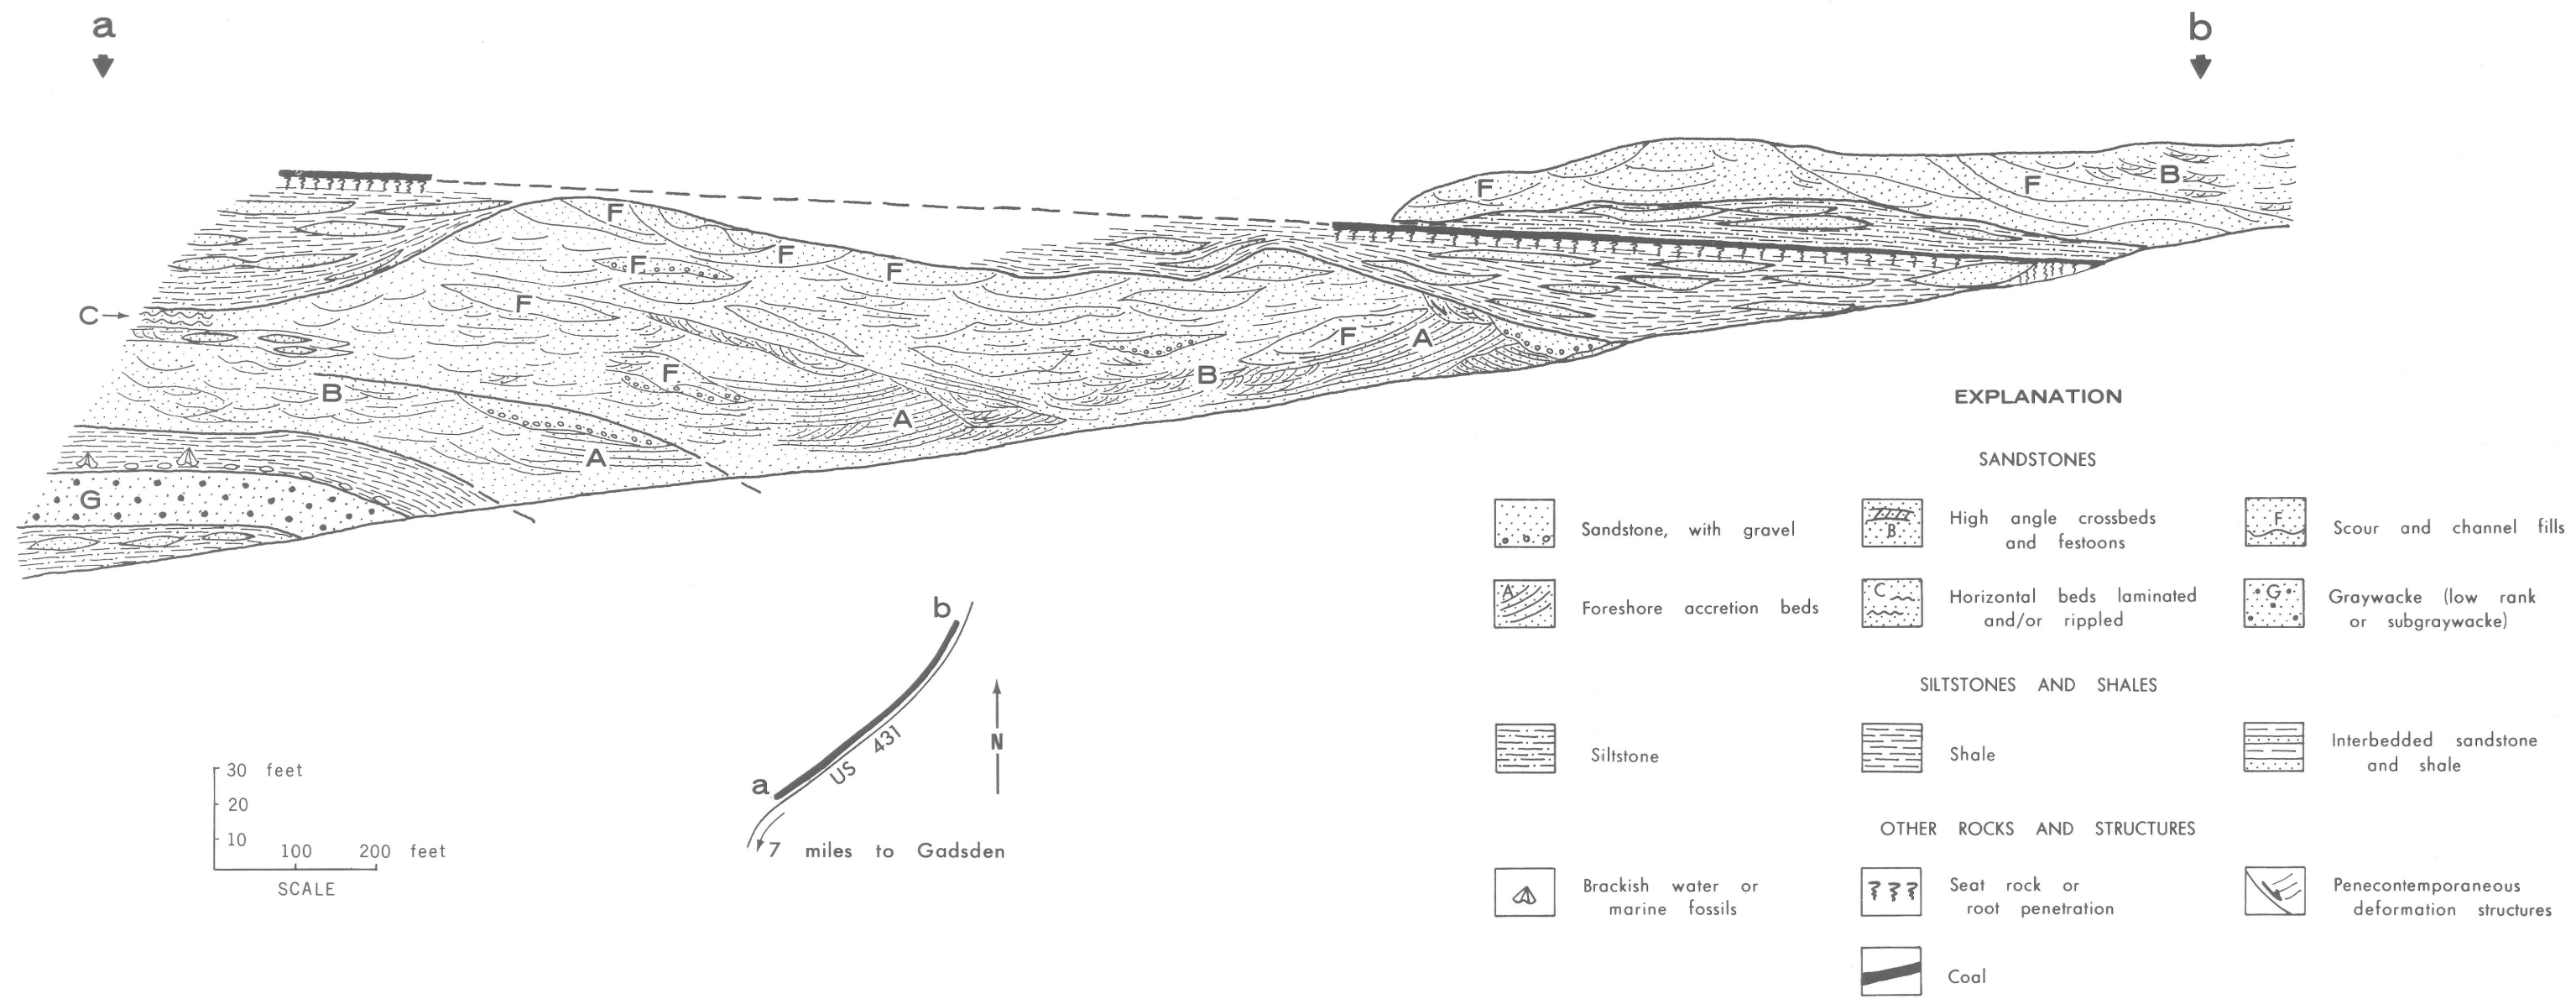 a
b
F
F
B
F
F
F
F
F
C
F
A
F
B
B
A
A
G
EXPLANATION
SANDSTONES
Sandstone, with gravel
High angle crossbeds
and festoons
B
F
Scour and channel fills
A
Foreshore accretion beds
C
Horizontal beds laminated
and/or rippled
G
Graywacke (low rank
or subgraywacke)
SILTSTONES AND SHALES
Siltstone
Shale
Interbedded sandstone
and shale
OTHER ROCKS AND STRUCTURES
Brackish water or
marine fossils
Seat rock or
root penetration
Penecontemporaneous
deformation structures
Coal
b
a
US 431
N
7 miles to Gadsden
30 feet
20
10
100 200 feet
SCALE